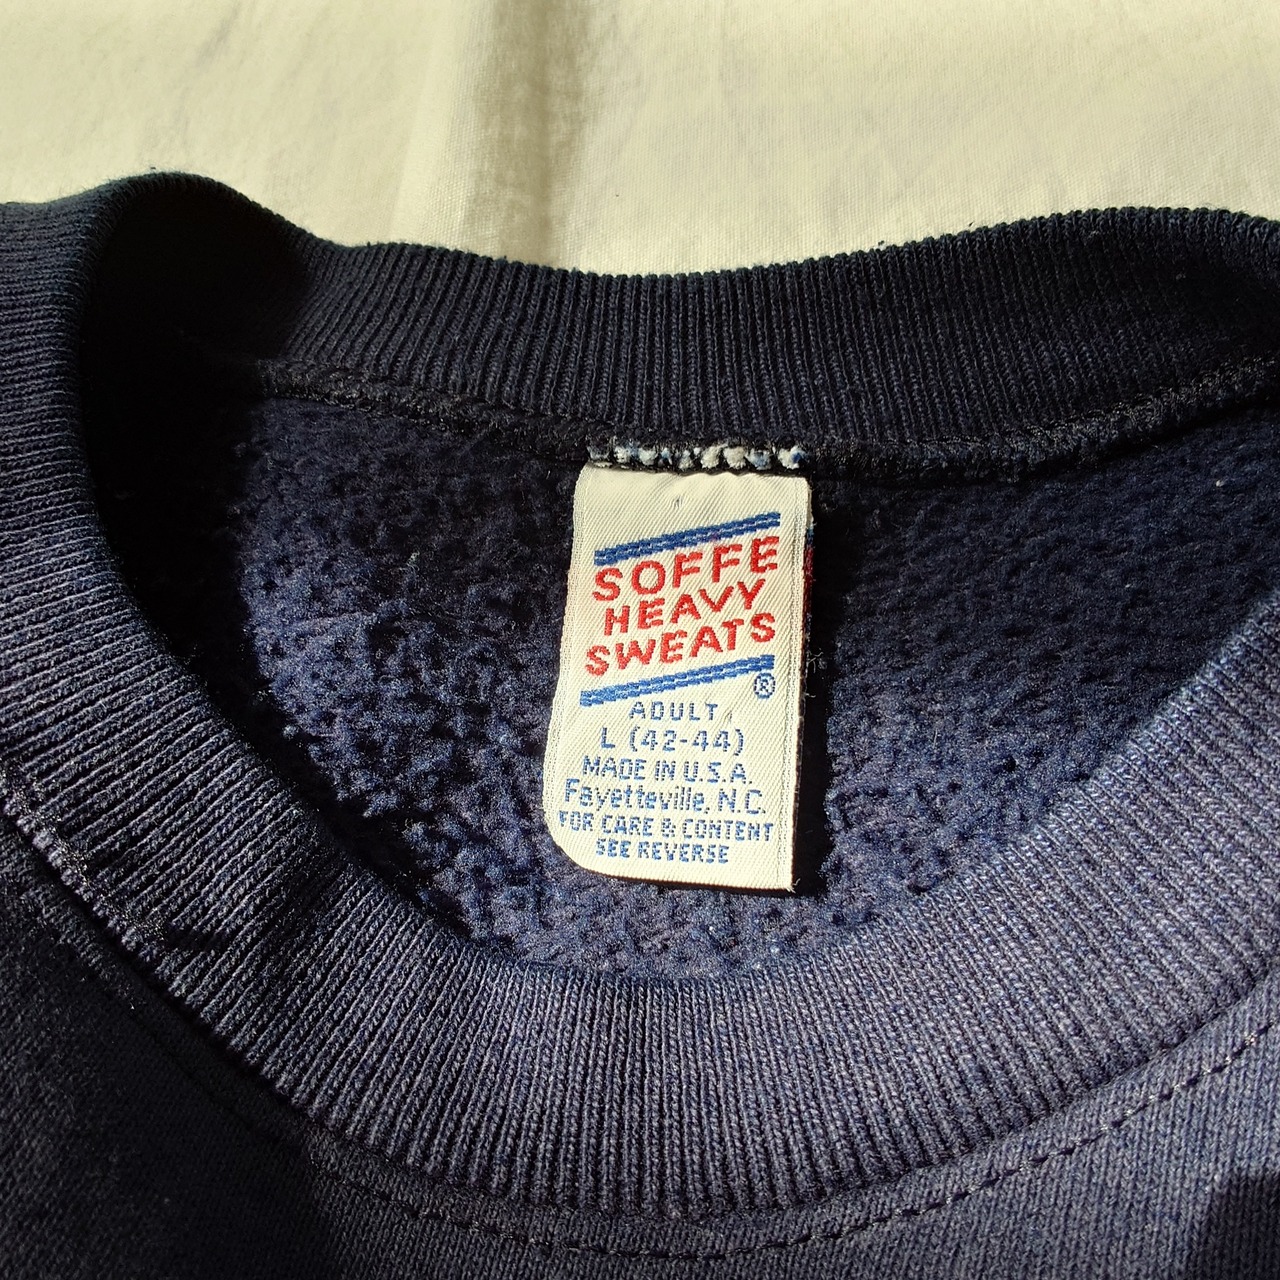 SOFFE
HEAVY
SWEATS
®
ADULT
L (42-44)
MADE IN U.S.A.
Fayetteville, N.C.
FOR CARE & CONTENT
SEE REVERSE